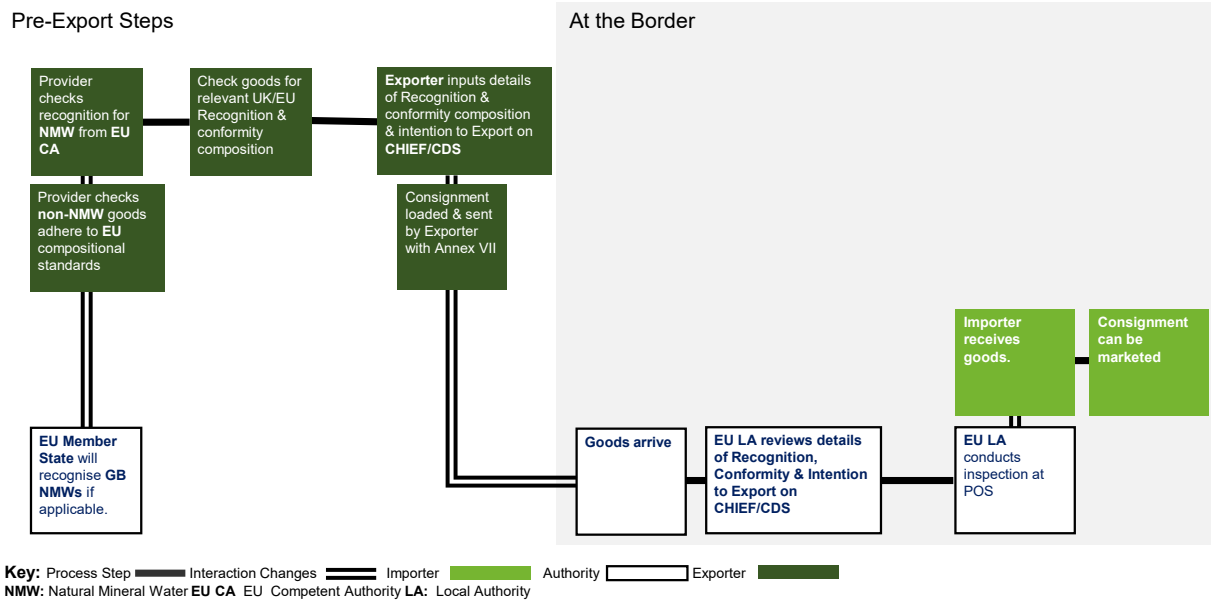 Pre-Export Steps
At the Border
Provider
checks
recognition for
NMW from EU
CA
Check goods for
relevant UK/EU
Recognition &
conformity
composition
Exporter inputs details
of Recognition &
conformity composition
& intention to Export on
CHIEF/CDS
Provider checks
non-NMW goods
adhere to EU
compositional
standards
Consignment
loaded & sent
by Exporter
with Annex VII
Importer
receives
goods.
Consignment
can be
marketed
EU Member
State will
recognise GB
NMWs if
applicable.
Goods arrive
EU LA reviews details
of Recognition,
Conformity & Intention
to Export on
CHIEF/CDS
EU LA
conducts
inspection at
POS
Key: Process Step Interaction Changes Importer Authority Exporter
NMW: Natural Mineral Water EU CA EU Competent Authority LA: Local Authority